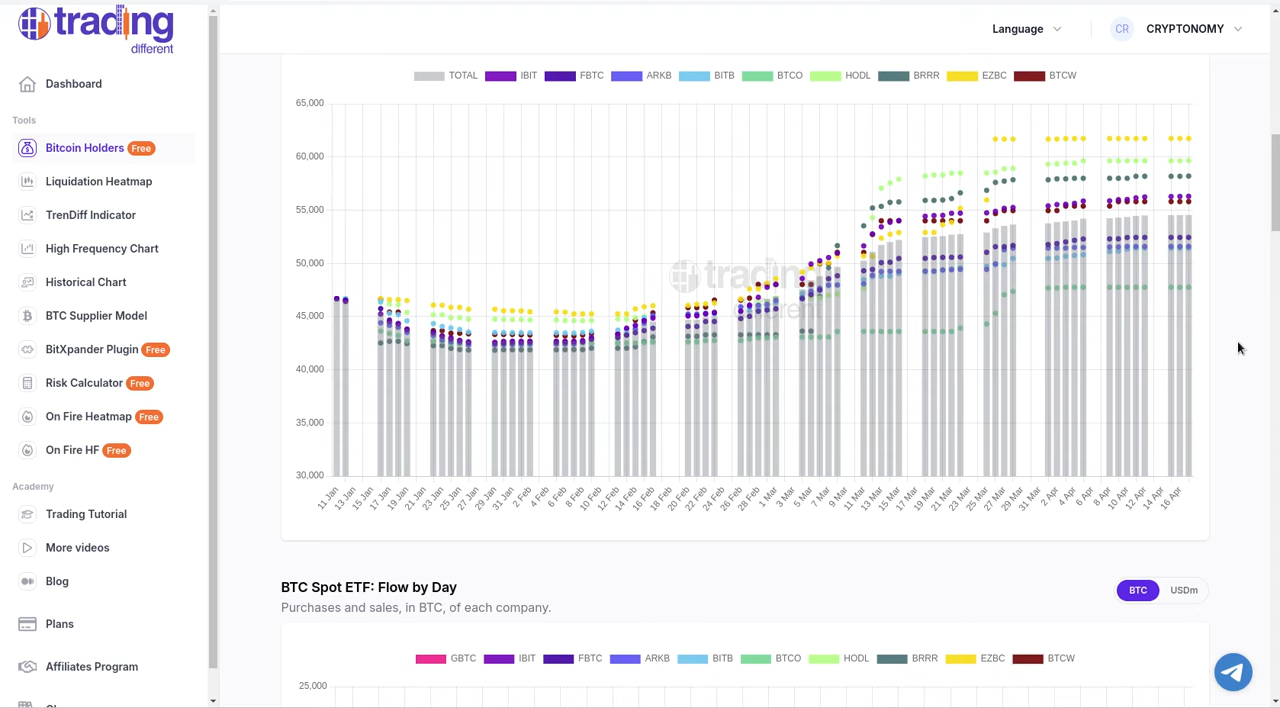 trading
different
Language
CR
CRYPTONOMY
Dashboard
Tools
Bitcoin Holders Free
Liquidation Heatmap
TrenDiff Indicator
High Frequency Chart
Historical Chart
BTC Supplier Model
BitXpander Plugin Free
Risk Calculator Free
On Fire Heatmap Free
On Fire HF Free
Academy
Trading Tutorial
More videos
Blog
Plans
Affiliates Program
TOTAL IBIT FBTC ARKB BITB BTCO HODL BRRR EZBC BTCW
65,000
60,000
55,000
50,000
45,000
40,000
35,000
30,000
trading
11 Jan 13 Jan 15 Jan 17 Jan 19 Jan 21 Jan 23 Jan 25 Jan 27 Jan 29 Jan 31 Jan 2 Feb 4 Feb 6 Feb 8 Feb 10 Feb 12 Feb 14 Feb 16 Feb 18 Feb 20 Feb 22 Feb 24 Feb 26 Feb 28 Feb 1 Mar 3 Mar 5 Mar 7 Mar 9 Mar 11 Mar 13 Mar 15 Mar 17 Mar 19 Mar 21 Mar 23 Mar 25 Mar 27 Mar 29 Mar 31 Mar 2 Apr 4 Apr 6 Apr 8 Apr 10 Apr 12 Apr 14 Apr 16 Apr
BTC Spot ETF: Flow by Day
Purchases and sales, in BTC, of each company.
BTC USDm
GBTC IBIT FBTC ARKB BITB BTCO HODL BRRR EZBC BTCW
25,000